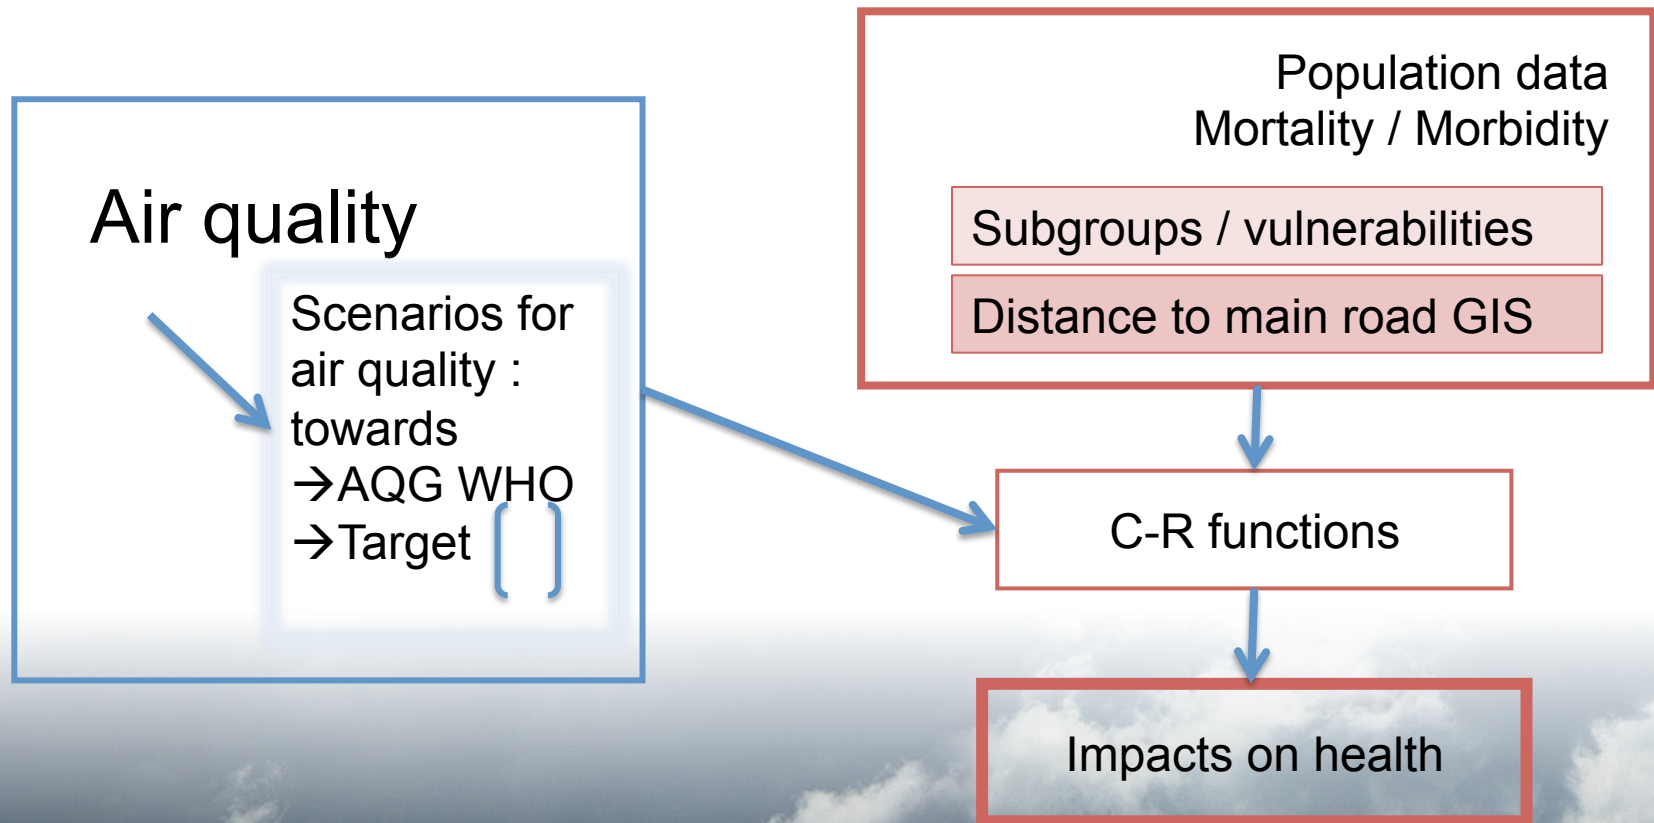 Air quality
Scenarios for
air quality :
towards
→AQG WHO
→Target
Population data
Mortality / Morbidity
Subgroups / vulnerabilities
Distance to main road GIS
C-R functions
Impacts on health